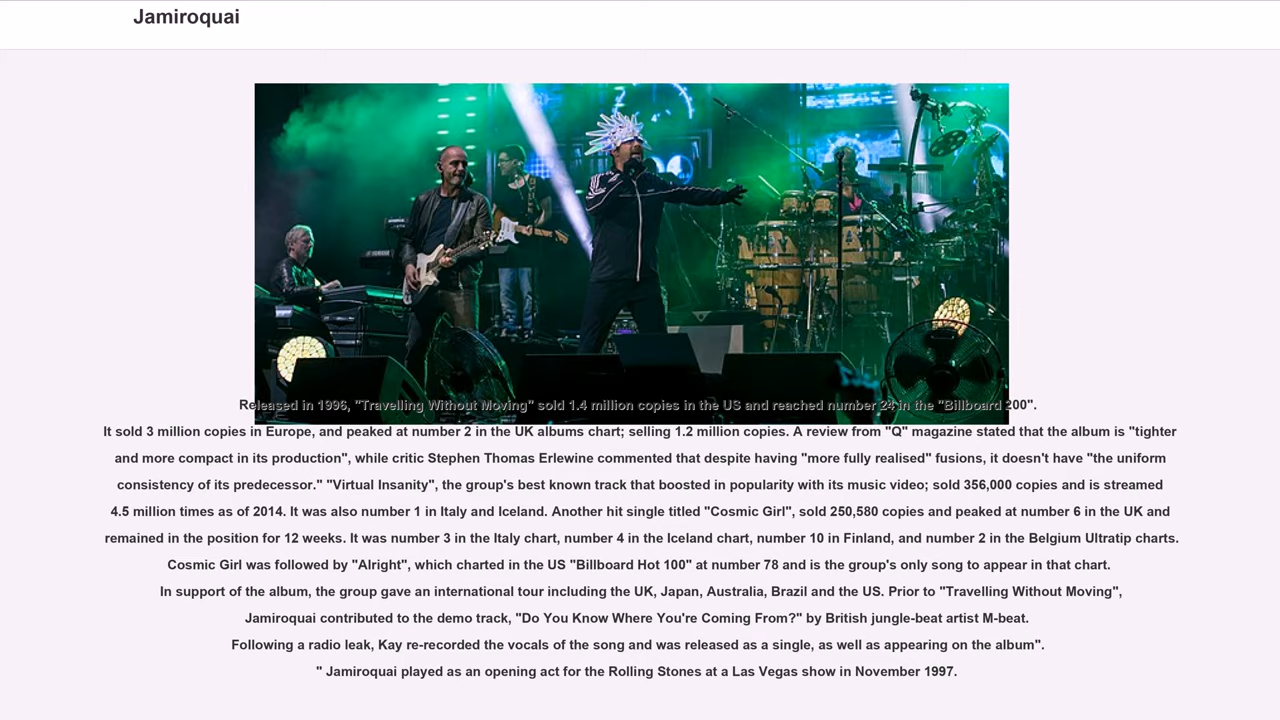 Jamiroquai
Released in 1996, "Travelling Without Moving" sold 1.4 million copies in the US and reached number 24 in the "Billboard 200".
It sold 3 million copies in Europe, and peaked at number 2 in the UK albums chart; selling 1.2 million copies. A review from "Q" magazine stated that the album is "tighter
and more compact in its production", while critic Stephen Thomas Erlewine commented that despite having "more fully realised" fusions, it doesn't have "the uniform
consistency of its predecessor." "Virtual Insanity", the group's best known track that boosted in popularity with its music video; sold 356,000 copies and is streamed
4.5 million times as of 2014. It was also number 1 in Italy and Iceland. Another hit single titled "Cosmic Girl", sold 250,580 copies and peaked at number 6 in the UK and
remained in the position for 12 weeks. It was number 3 in the Italy chart, number 4 in the Iceland chart, number 10 in Finland, and number 2 in the Belgium Ultratip charts.
Cosmic Girl was followed by "Alright", which charted in the US "Billboard Hot 100" at number 78 and is the group's only song to appear in that chart.
In support of the album, the group gave an international tour including the UK, Japan, Australia, Brazil and the US. Prior to "Travelling Without Moving",
Jamiroquai contributed to the demo track, "Do You Know Where You're Coming From?" by British jungle-beat artist M-beat.
Following a radio leak, Kay re-recorded the vocals of the song and was released as a single, as well as appearing on the album".
" Jamiroquai played as an opening act for the Rolling Stones at a Las Vegas show in November 1997.